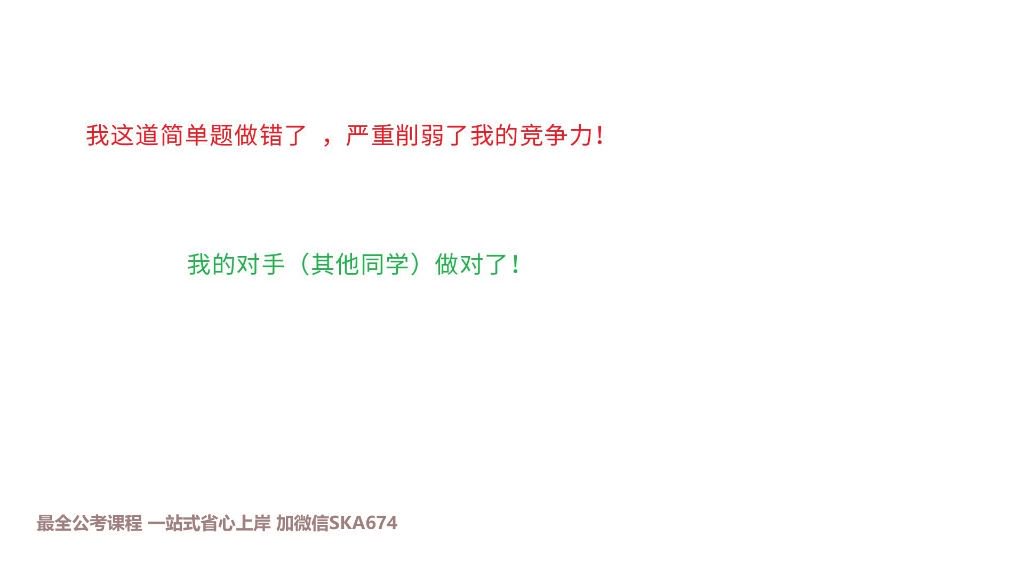 我这道简单题做错了 ，严重削弱了我的竞争力！
我的对手（其他同学）做对了！
最全公考课程 一站式省心上岸 加微信SKA674